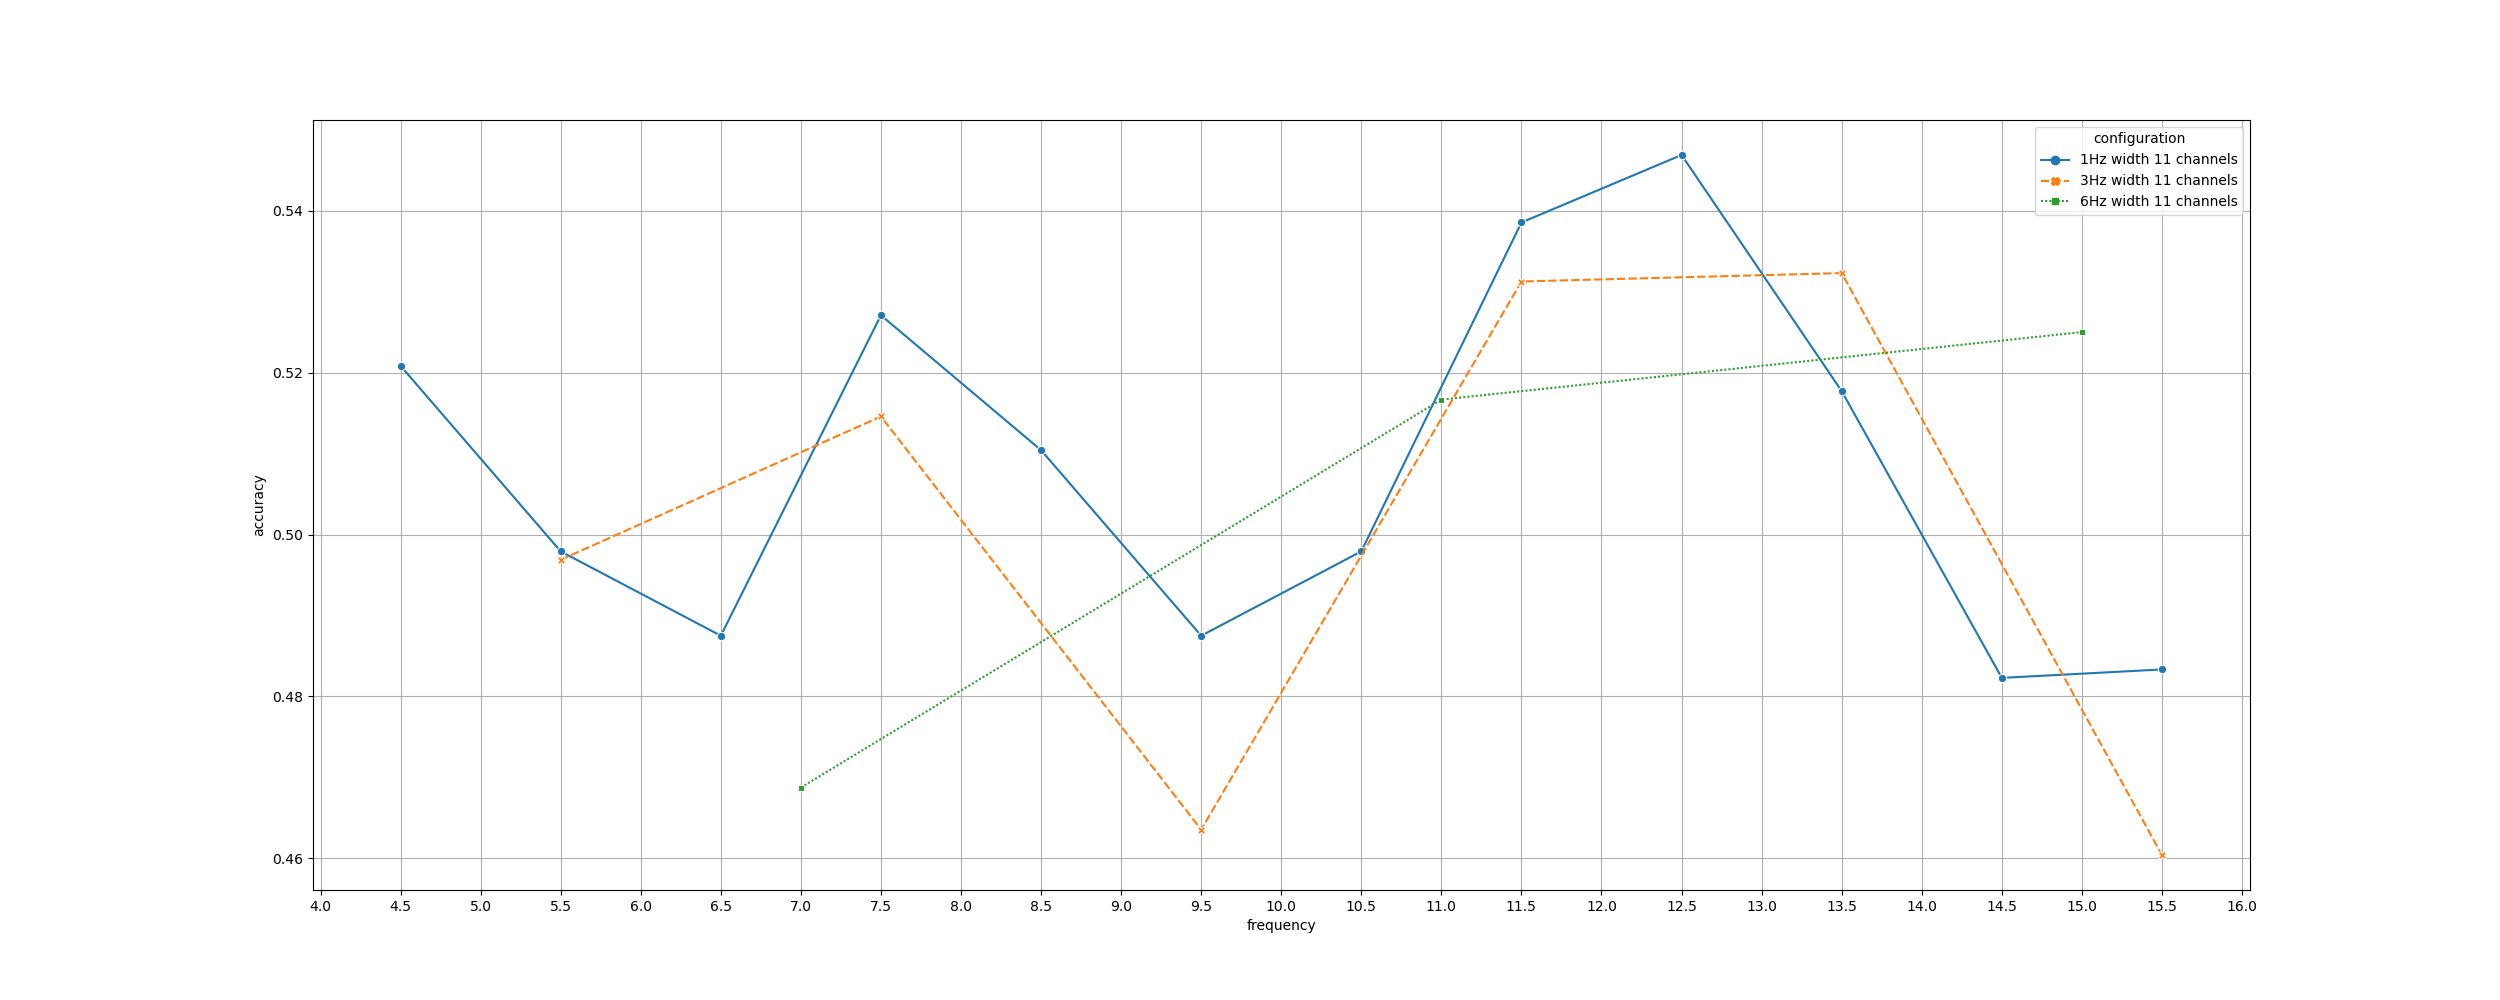 configuration
1Hz width 11 channels
3Hz width 11 channels
6Hz width 11 channels
accuracy
0.54
0.52
0.50
0.48
0.46
4.0 4.5 5.0 5.5 6.0 6.5 7.0 7.5 8.0 8.5 9.0 9.5 10.0 10.5 11.0 11.5 12.0 12.5 13.0 13.5 14.0 14.5 15.0 15.5 16.0
frequency